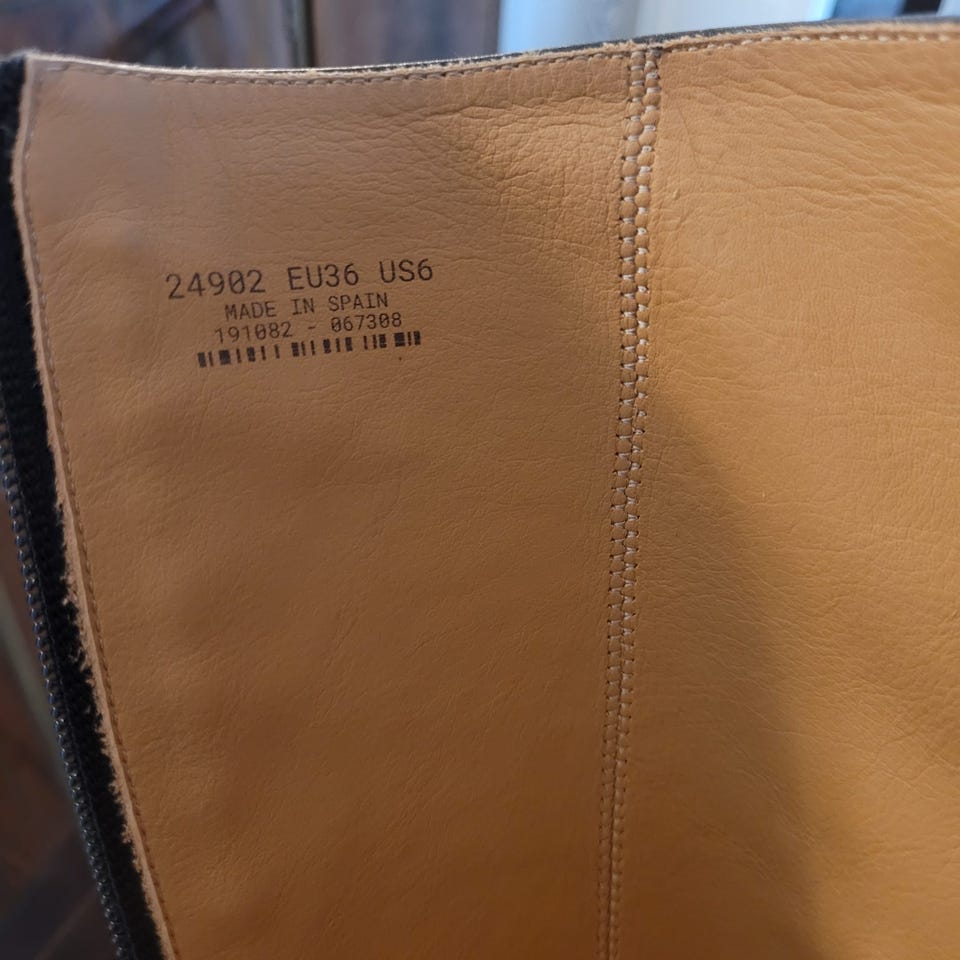 24902 EU36 US6
MADE IN SPAIN
191082 - 067308